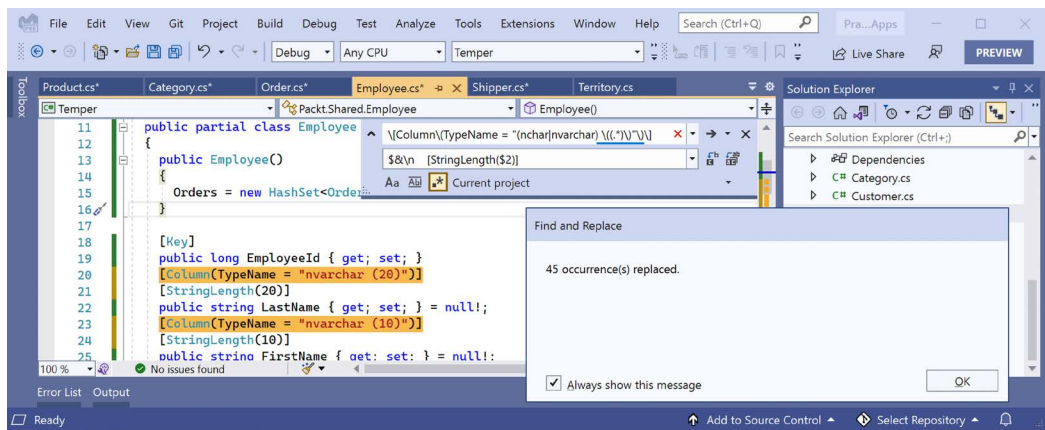 File Edit View Git Project Build Debug Test Analyze Tools Extensions Window Help Search (Ctrl+Q) Pra...Apps
Debug Any CPU Temper Live Share PREVIEW
Toolbox
Product.cs* Category.cs* Order.cs* Employee.cs* Shipper.cs* Territory.cs*
C# Temper Packt.Shared.Employee Employee()
\[Column\(TypeName = "(nchar|nvarchar) \((.*)\)"\)\]
$&\n [StringLength($2)]
Aa Ab .* Current project
11 public partial class Employee
12 {
13 public Employee()
14 {
15 Orders = new HashSet<Order
16 }
17
18 [Key]
19 public long EmployeeId { get; set; }
20 [Column(TypeName = "nvarchar (20)")]
21 [StringLength(20)]
22 public string LastName { get; set; } = null!;
23 [Column(TypeName = "nvarchar (10)")]
24 [StringLength(10)]
25 public string FirstName { get; set; } = null!;
100 % No issues found
Solution Explorer
Search Solution Explorer (Ctrl+;)
Dependencies
C# Category.cs
C# Customer.cs
Find and Replace
45 occurrence(s) replaced.
Always show this message
OK
Error List Output
Ready Add to Source Control Select Repository